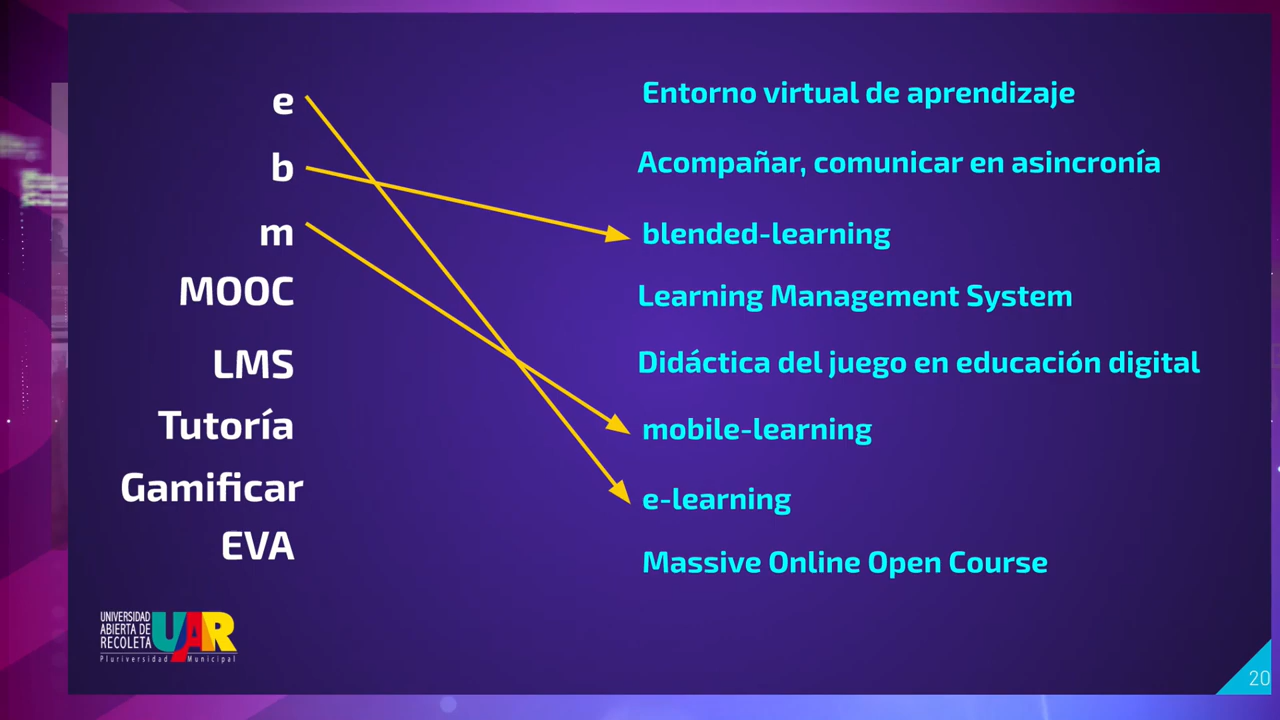 e
b
m
MOOC
LMS
Tutoría
Gamificar
EVA
Entorno virtual de aprendizaje
Acompañar, comunicar en asincronía
blended-learning
Learning Management System
Didáctica del juego en educación digital
mobile-learning
e-learning
Massive Online Open Course
UNIVERSIDAD
ABIERTA DE
RECOLETA
UAR
Pluriversidad Municipal
20